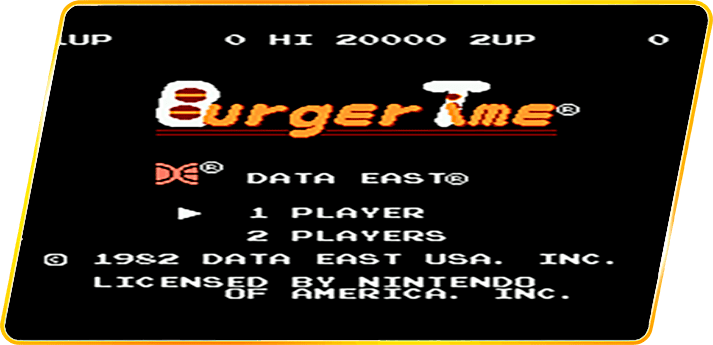 1UP 0 HI 20000 2UP 0
BurgerTime®
® DATA EAST®
1 PLAYER
2 PLAYERS
© 1982 DATA EAST USA. INC.
LICENSED BY NINTENDO
OF AMERICA. INC.